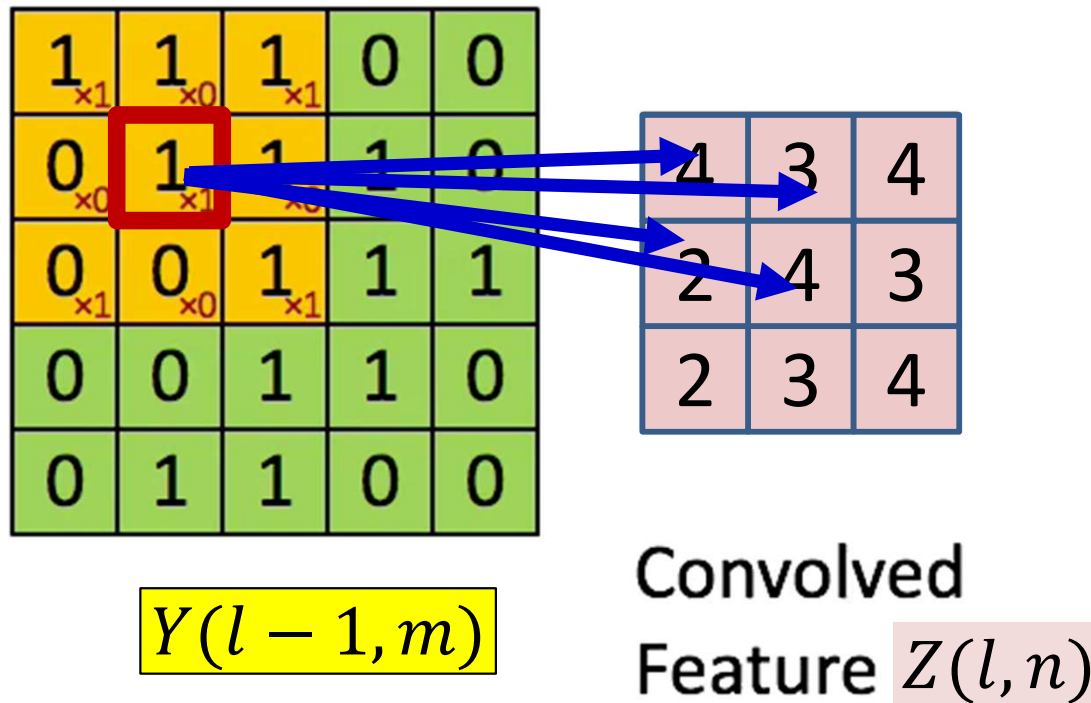 1×1 1×0 1×1 0 0
0×0 1×1 1×0 1 0
0×1 0×0 1×1 1 1
0 0 1 1 0
0 1 1 0 0
4 3 4
2 4 3
2 3 4
Y(l − 1, m)
Convolved
Feature Z(l, n)